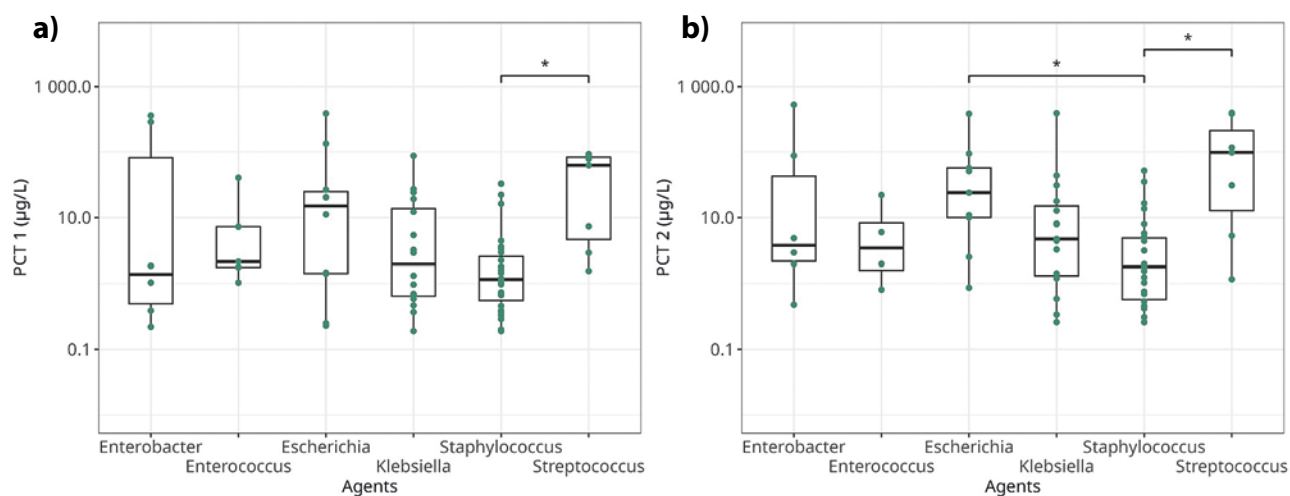 a)
*
1 000.0
10.0
0.1
PCT 1 (µg/L)
Enterobacter Escherichia Staphylococcus
Enterococcus Klebsiella Streptococcus
Agents
b)
*
*
1 000.0
10.0
0.1
PCT 2 (µg/L)
Enterobacter Escherichia Staphylococcus
Enterococcus Klebsiella Streptococcus
Agents